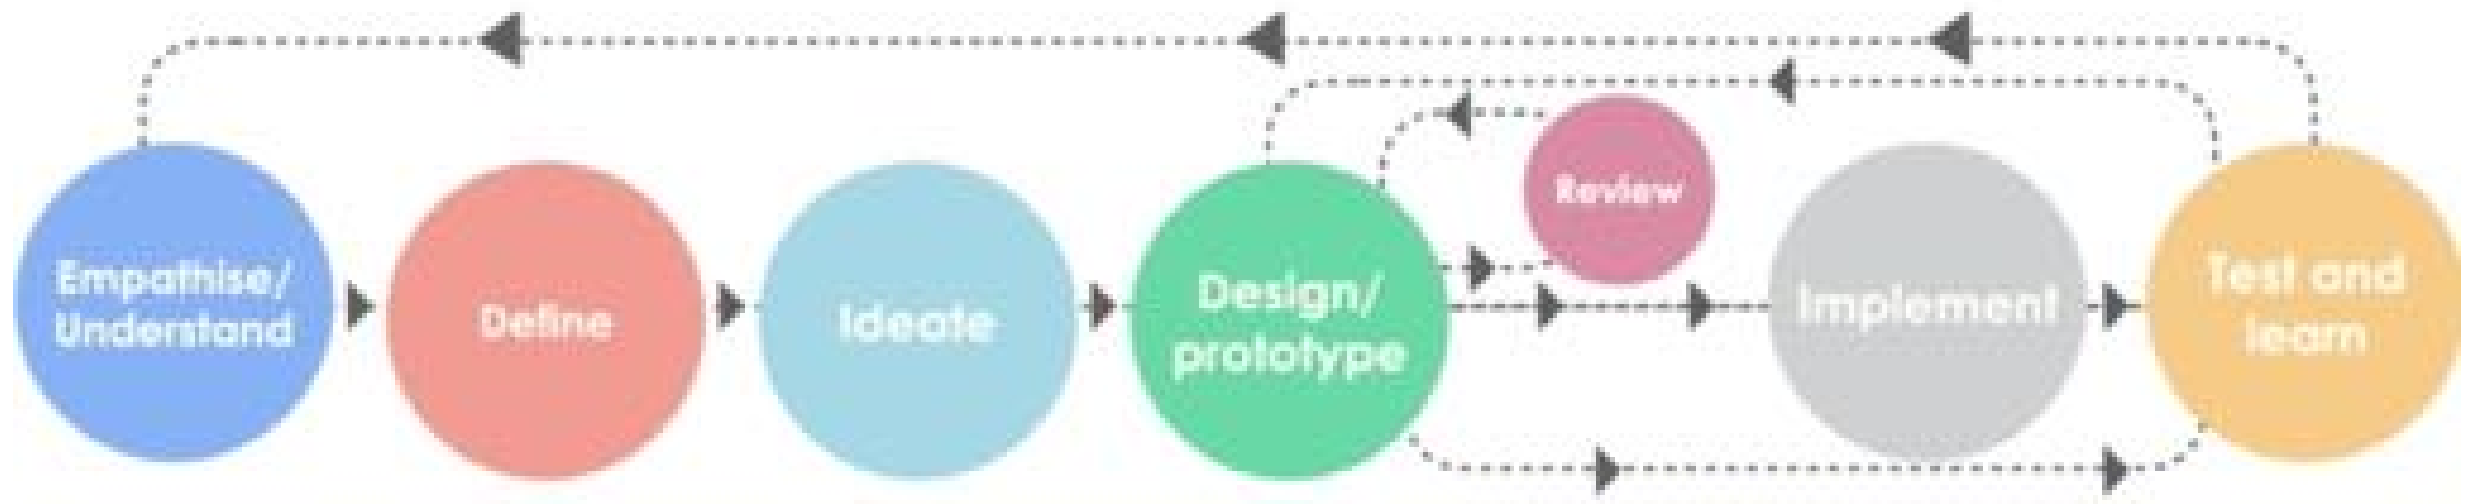 Empathise/
Understand
Define
Ideate
Design/
prototype
Review
Implement
Test and
learn